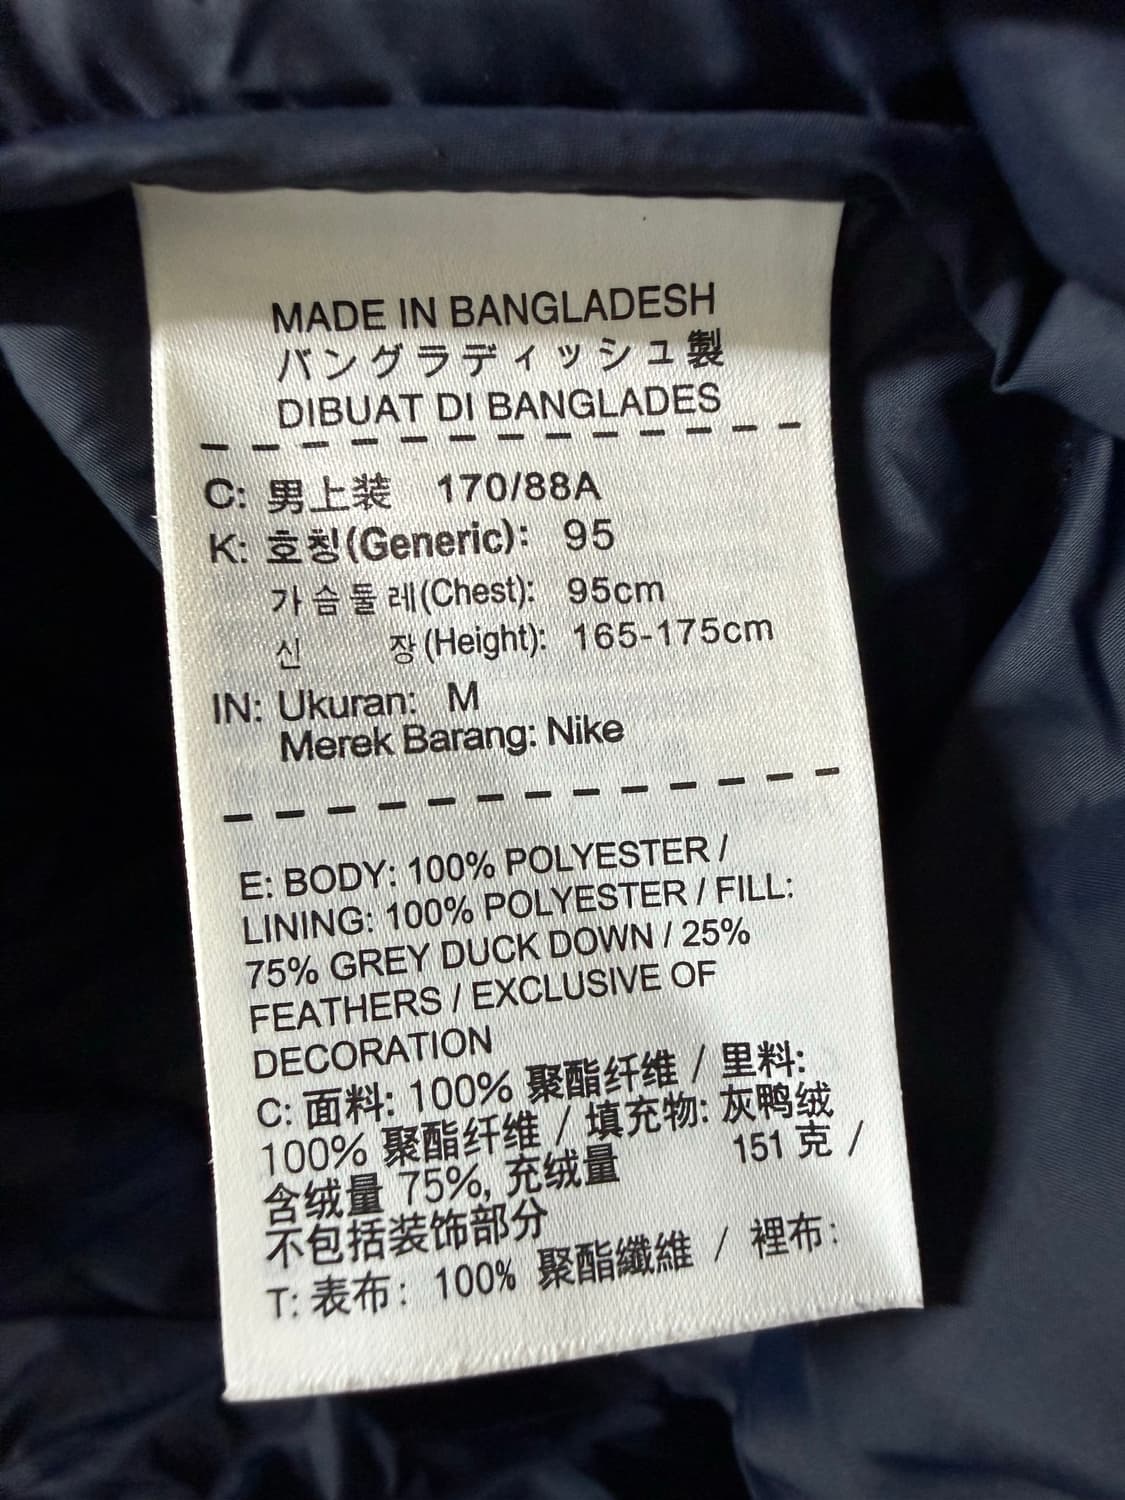 MADE IN BANGLADESH
バングラディッシュ製
DIBUAT DI BANGLADES
C: 男上装 170/88A
K: 호칭(Generic): 95
가슴둘레(Chest): 95cm
신 장(Height): 165-175cm
IN: Ukuran: M
Merek Barang: Nike
E: BODY: 100% POLYESTER /
LINING: 100% POLYESTER / FILL:
75% GREY DUCK DOWN / 25%
FEATHERS / EXCLUSIVE OF
DECORATION
C: 面料: 100% 聚酯纤维 / 里料:
100% 聚酯纤维 / 填充物: 灰鸭绒
含绒量 75%, 充绒量 151 克 /
不包括装饰部分
T: 表布: 100% 聚酯纖維 / 裡布: